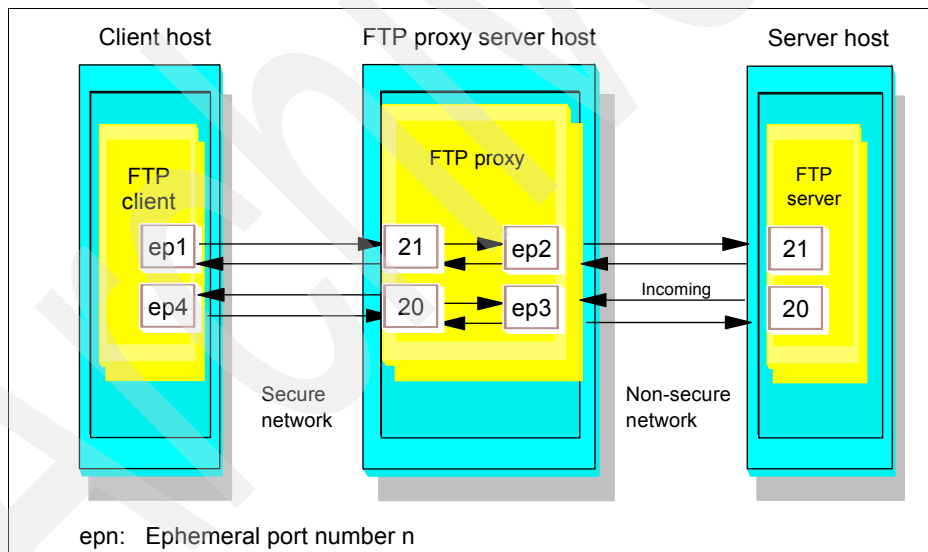 Client host
FTP proxy server host
Server host
FTP
client
FTP proxy
FTP
server
ep1
21
ep2
21
Incoming
ep4
20
ep3
20
Secure
network
Non-secure
network
epn: Ephemeral port number n